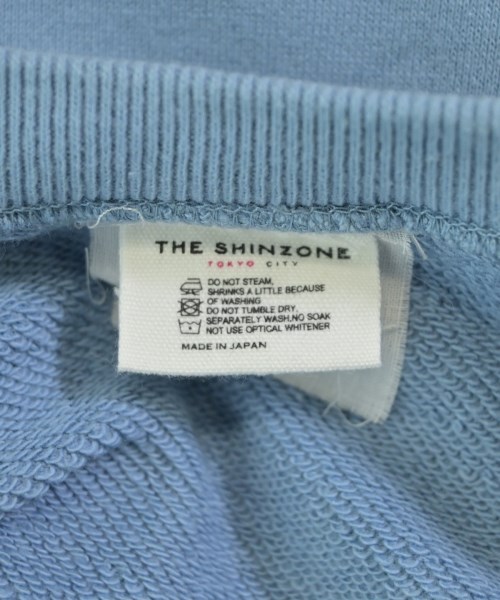 THE SHINZONE
TOKYO CITY
DO NOT STEAM,
SHRINKS A LITTLE BECAUSE
OF WASHING
DO NOT TUMBLE DRY,
SEPARATELY WASH,NO SOAK
NOT USE OPTICAL WHITENER
MADE IN JAPAN